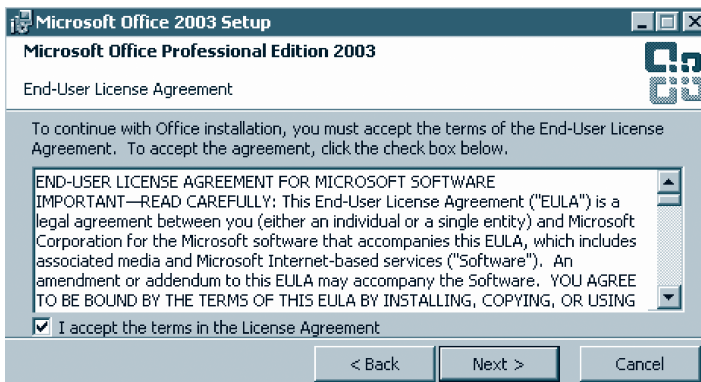 Microsoft Office 2003 Setup
Microsoft Office Professional Edition 2003
End-User License Agreement
To continue with Office installation, you must accept the terms of the End-User License
Agreement.  To accept the agreement, click the check box below.
END-USER LICENSE AGREEMENT FOR MICROSOFT SOFTWARE
IMPORTANT—READ CAREFULLY: This End-User License Agreement ("EULA") is a
legal agreement between you (either an individual or a single entity) and Microsoft
Corporation for the Microsoft software that accompanies this EULA, which includes
associated media and Microsoft Internet-based services ("Software").  An
amendment or addendum to this EULA may accompany the Software.  YOU AGREE
TO BE BOUND BY THE TERMS OF THIS EULA BY INSTALLING, COPYING, OR USING
I accept the terms in the License Agreement
< Back Next > Cancel